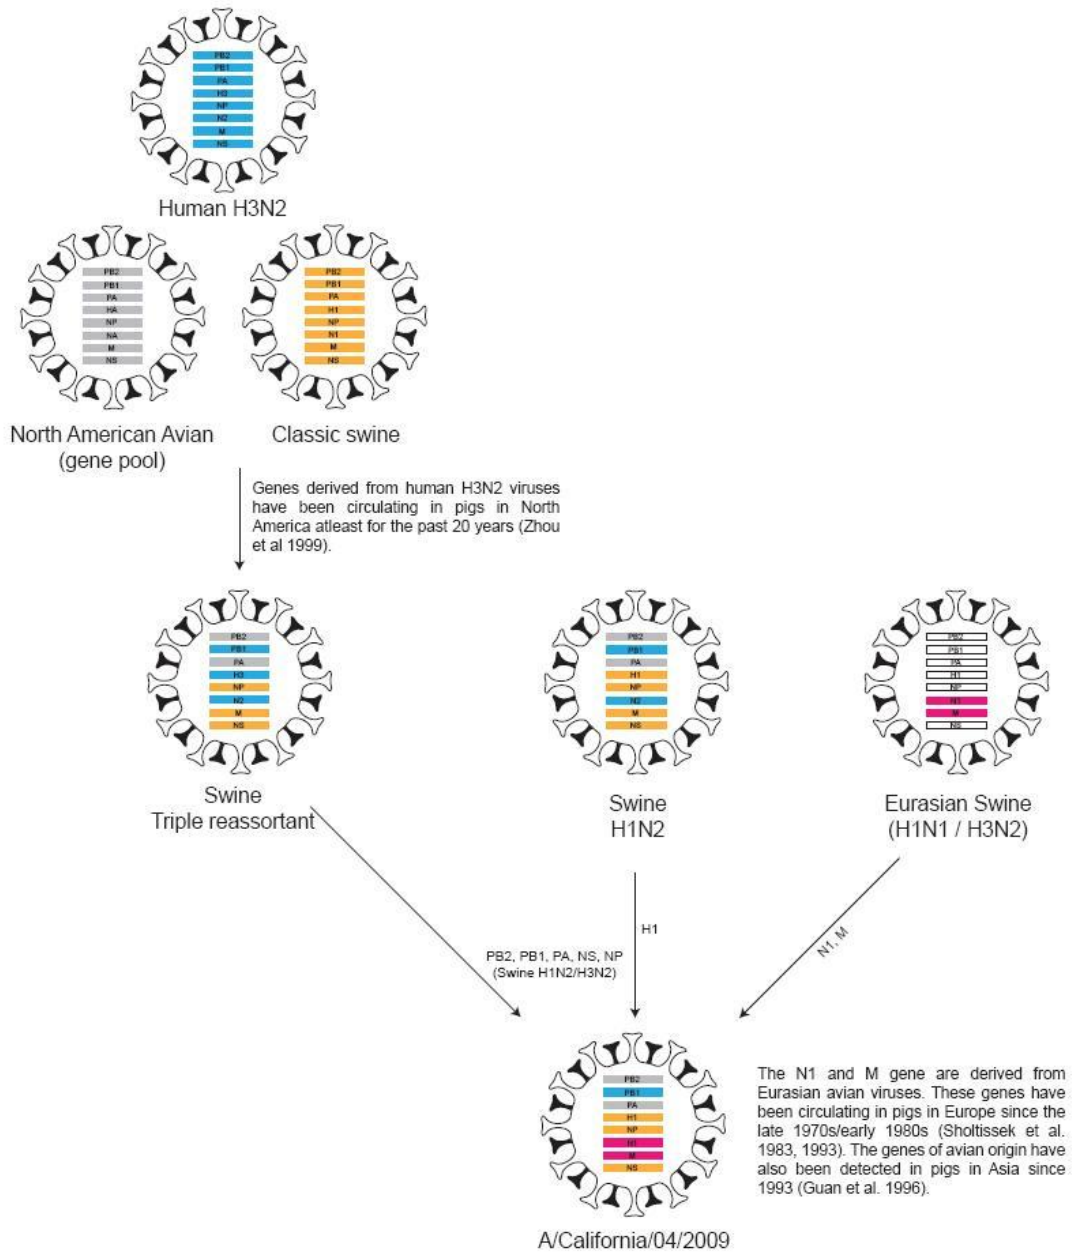 PB2
PB1
PA
H3
NP
N2
M
NS
Human H3N2
PB2
PB1
PA
HA
NP
NA
M
NS
North American Avian
(gene pool)
PB2
PB1
PA
H1
NP
N1
M
NS
Classic swine
Genes derived from human H3N2 viruses
have been circulating in pigs in North
America atleast for the past 20 years (Zhou
et al 1999).
PB2
PB1
PA
H3
NP
N2
M
NS
Swine
Triple reassortant
PB2
PB1
PA
H1
NP
N2
M
NS
Swine
H1N2
PB2
PB1
PA
H1
NP
N1
M
NS
Eurasian Swine
(H1N1 / H3N2)
PB2, PB1, PA, NS, NP
(Swine H1N2/H3N2)
H1
N1, M
PB2
PB1
PA
H1
NP
N1
M
NS
A/California/04/2009
The N1 and M gene are derived from
Eurasian avian viruses. These genes have
been circulating in pigs in Europe since the
late 1970s/early 1980s (Sholtissek et al.
1983, 1993). The genes of avian origin have
also been detected in pigs in Asia since
1993 (Guan et al. 1996).